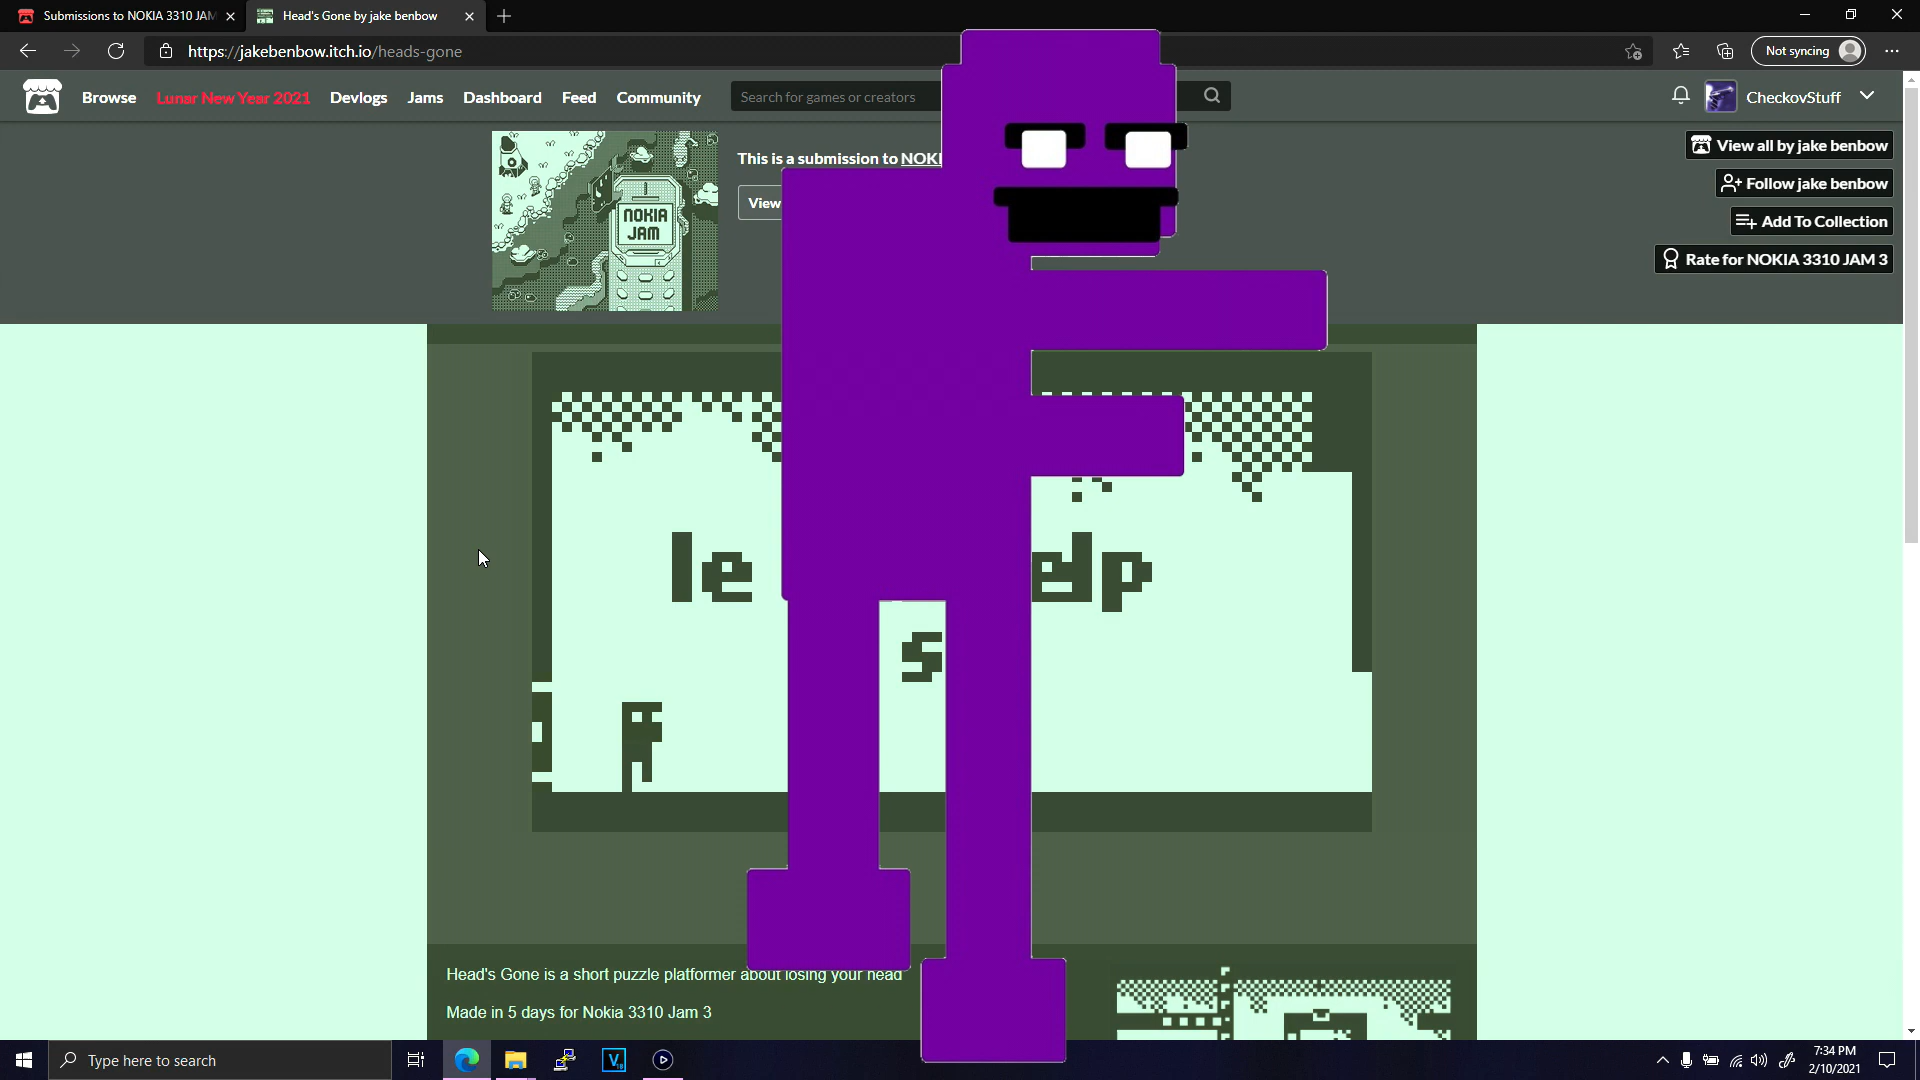 Submissions to NOKIA 3310 JAM
Head's Gone by jake benbow
https://jakebenbow.itch.io/heads-gone
Not syncing
Browse
Lunar New Year 2021
Devlogs
Jams
Dashboard
Feed
Community
Search for games or creators
CheckovStuff
NOKIA
JAM
This is a submission to NOKI
View
View all by jake benbow
Follow jake benbow
Add To Collection
Rate for NOKIA 3310 JAM 3
le elp
s
Head's Gone is a short puzzle platformer about losing your head
Made in 5 days for Nokia 3310 Jam 3
Type here to search
7:34 PM
2/10/2021